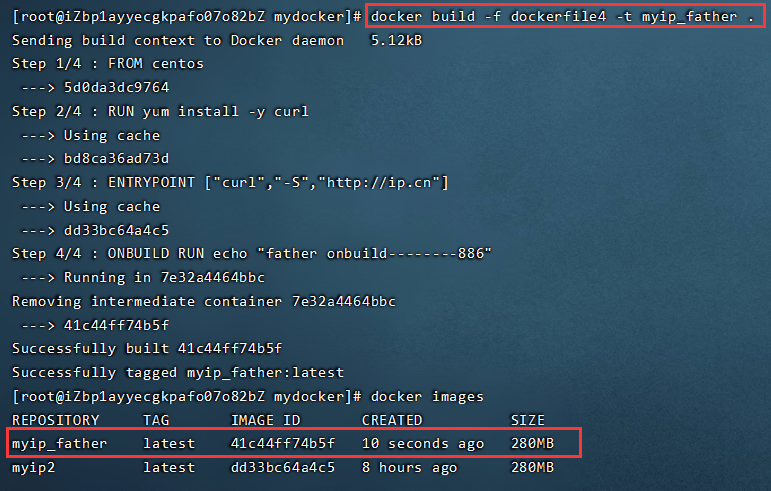 [root@iZbp1ayyecgkpafo07o82bZ mydocker]# docker build -f dockerfile4 -t myip_father .
Sending build context to Docker daemon   5.12kB
Step 1/4 : FROM centos
 ---> 5d0da3dc9764
Step 2/4 : RUN yum install -y curl
 ---> Using cache
 ---> bd8ca36ad73d
Step 3/4 : ENTRYPOINT ["curl","-S","http://ip.cn"]
 ---> Using cache
 ---> dd33bc64a4c5
Step 4/4 : ONBUILD RUN echo "father onbuild--------886"
 ---> Running in 7e32a4464bbc
Removing intermediate container 7e32a4464bbc
 ---> 41c44ff74b5f
Successfully built 41c44ff74b5f
Successfully tagged myip_father:latest
[root@iZbp1ayyecgkpafo07o82bZ mydocker]# docker images
REPOSITORY     TAG       IMAGE ID       CREATED          SIZE
myip_father    latest    41c44ff74b5f   10 seconds ago   280MB
myip2          latest    dd33bc64a4c5   8 hours ago      280MB